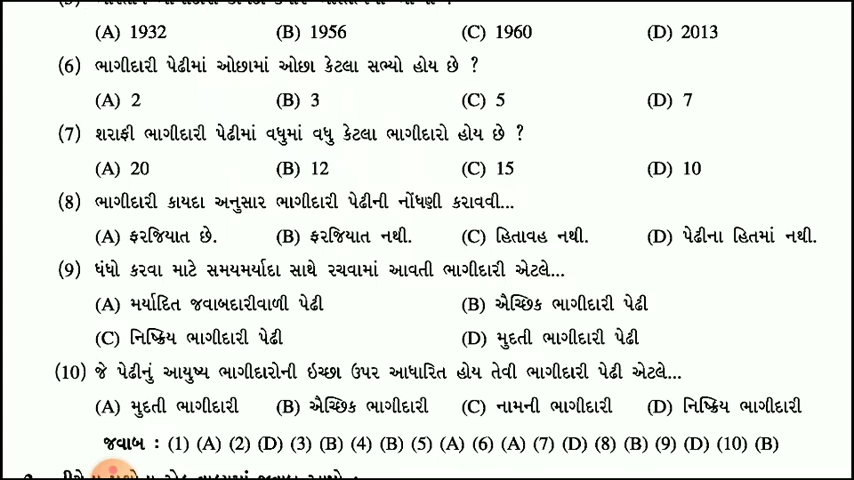 (A) 1932 (B) 1956 (C) 1960 (D) 2013
(6) ભાગીદારી પેઢીમાં ઓછામાં ઓછા કેટલા સભ્યો હોય છે ?
(A) 2 (B) 3 (C) 5 (D) 7
(7) શરાફી ભાગીદારી પેઢીમાં વધુમાં વધુ કેટલા ભાગીદારો હોય છે ?
(A) 20 (B) 12 (C) 15 (D) 10
(8) ભાગીદારી કાયદા અનુસાર ભાગીદારી પેઢીની નોંધણી કરાવવી...
(A) ફરજિયાત છે. (B) ફરજિયાત નથી. (C) હિતાવહ નથી. (D) પેઢીના હિતમાં નથી.
(9) ધંધો કરવા માટે સમયમર્યાદા સાથે રચવામાં આવતી ભાગીદારી એટલે...
(A) મર્યાદિત જવાબદારીવાળી પેઢી (B) ઐચ્છિક ભાગીદારી પેઢી
(C) નિષ્ક્રિય ભાગીદારી પેઢી (D) મુદતી ભાગીદારી પેઢી
(10) જે પેઢીનું આયુષ્ય ભાગીદારોની ઇચ્છા ઉપર આધારિત હોય તેવી ભાગીદારી પેઢી એટલે...
(A) મુદતી ભાગીદારી (B) ઐચ્છિક ભાગીદારી (C) નામની ભાગીદારી (D) નિષ્ક્રિય ભાગીદારી
જવાબ : (1) (A) (2) (D) (3) (B) (4) (B) (5) (A) (6) (A) (7) (D) (8) (B) (9) (D) (10) (B)